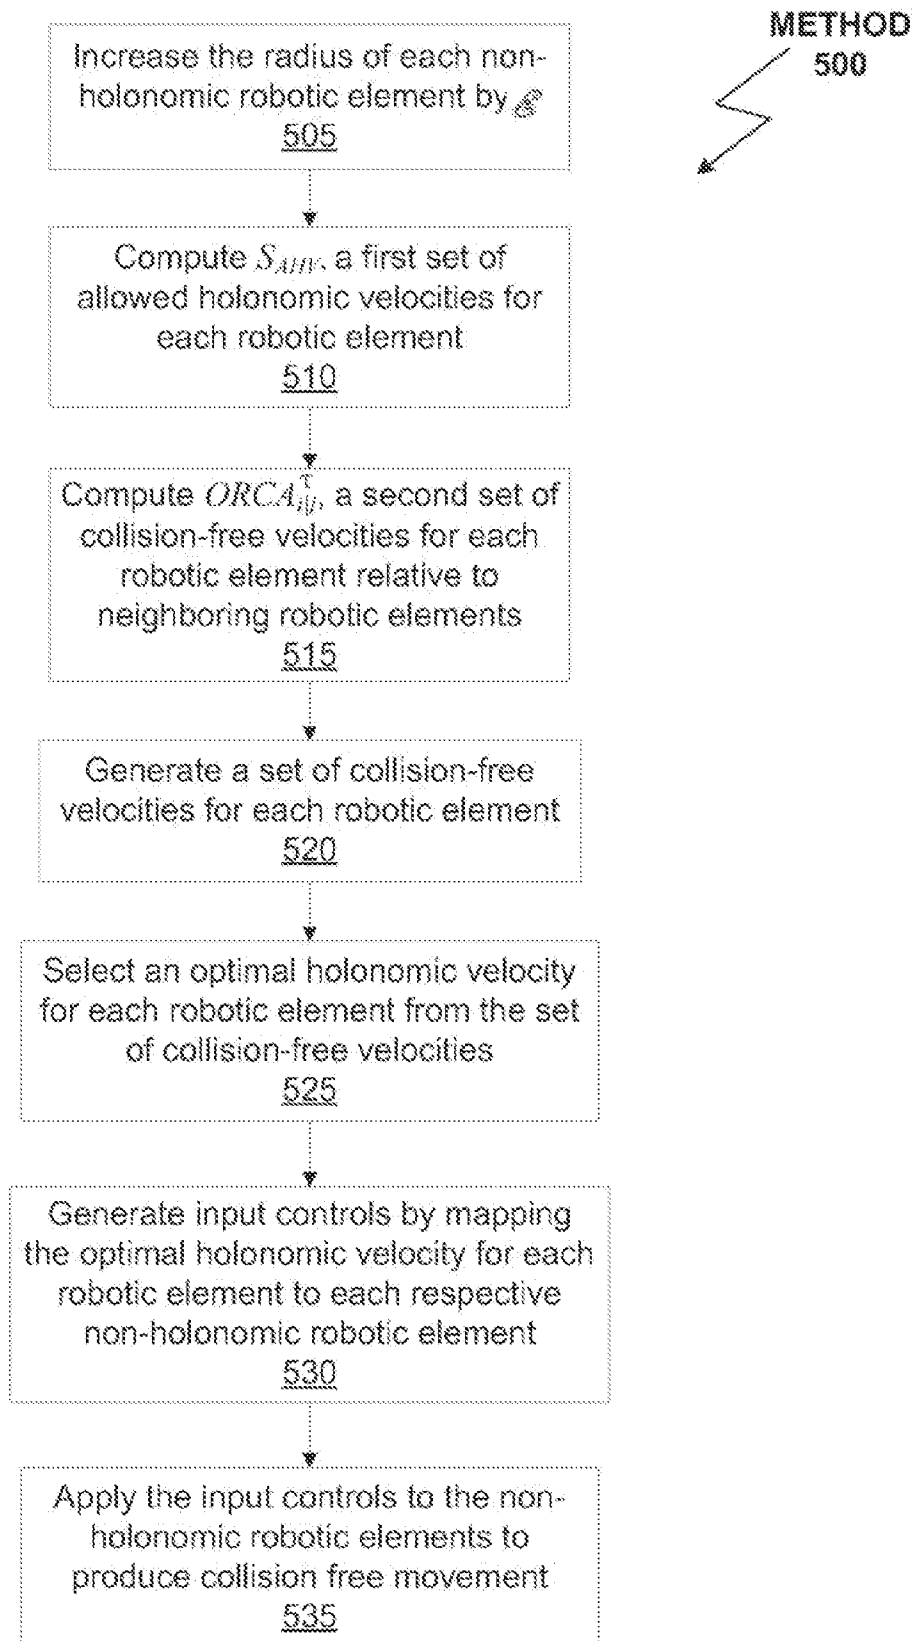 METHOD
500
Increase the radius of each non-
holonomic robotic element by ℰ
505
Compute S_AHV, a first set of
allowed holonomic velocities for
each robotic element
510
Compute ORCA^τ_i|j, a second set of
collision-free velocities for each
robotic element relative to
neighboring robotic elements
515
Generate a set of collision-free
velocities for each robotic element
520
Select an optimal holonomic velocity
for each robotic element from the set
of collision-free velocities
525
Generate input controls by mapping
the optimal holonomic velocity for each
robotic element to each respective
non-holonomic robotic element
530
Apply the input controls to the non-
holonomic robotic elements to
produce collision free movement
535